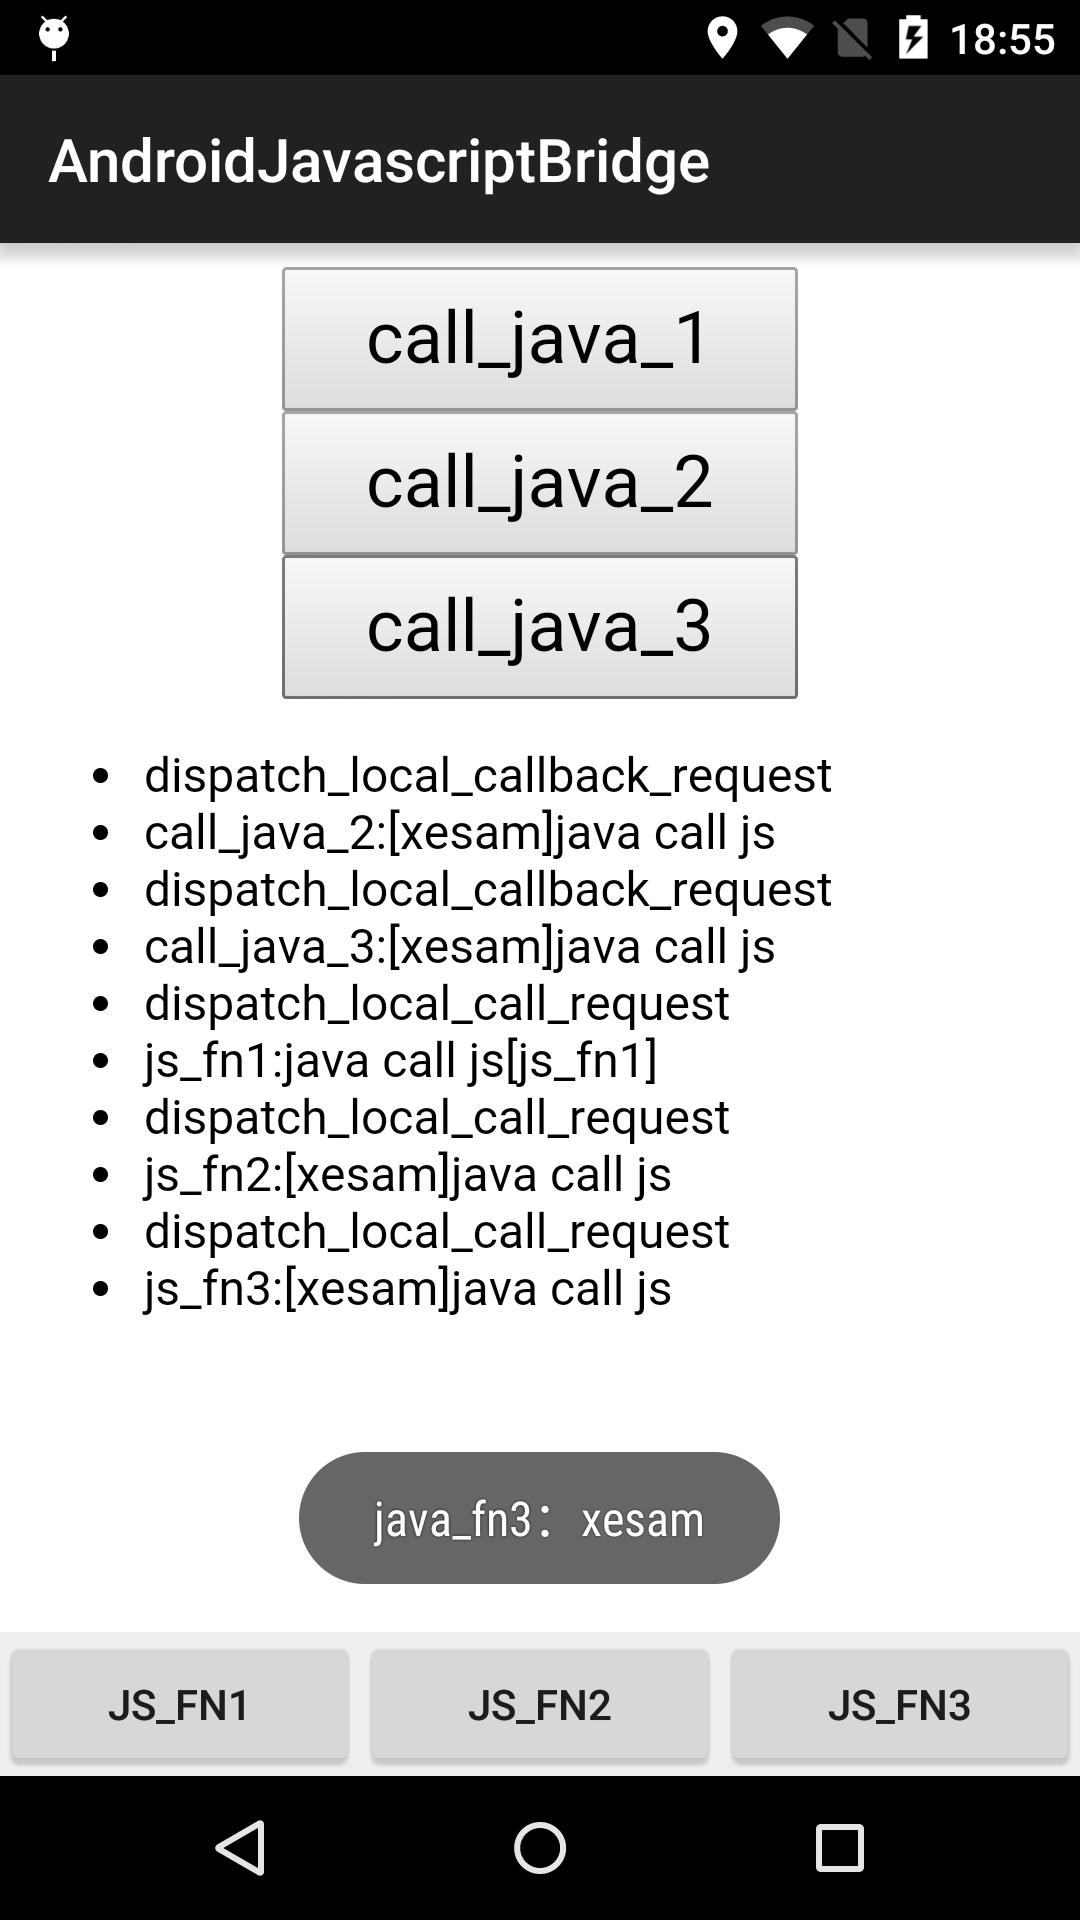 18:55
AndroidJavascriptBridge
call_java_1
call_java_2
call_java_3
• dispatch_local_callback_request
• call_java_2:[xesam]java call js
• dispatch_local_callback_request
• call_java_3:[xesam]java call js
• dispatch_local_call_request
• js_fn1:java call js[js_fn1]
• dispatch_local_call_request
• js_fn2:[xesam]java call js
• dispatch_local_call_request
• js_fn3:[xesam]java call js
java_fn3： xesam
JS_FN1 JS_FN2 JS_FN3